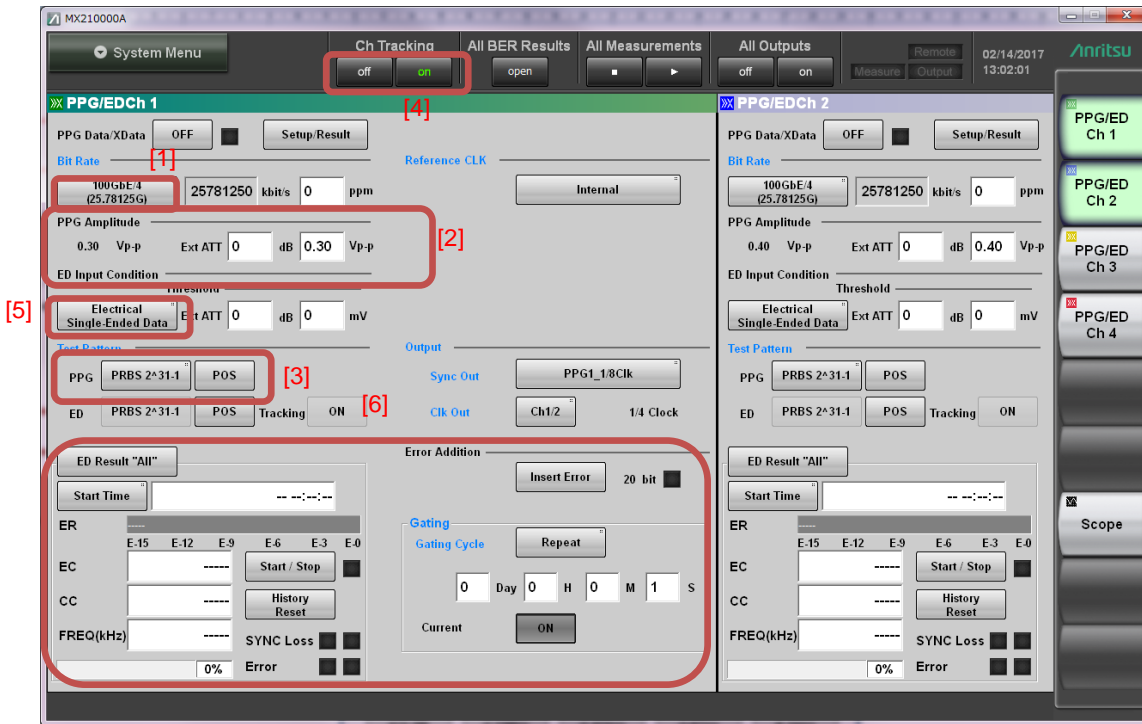 MX210000A
System Menu
Ch Tracking
off on
All BER Results
open
All Measurements
All Outputs
off on
Remote
Measure Output
02/14/2017
13:02:01
Anritsu
[4]
PPG/EDCh 1
PPG Data/XData OFF Setup/Result
[1]
Bit Rate
100GbE/4
(25.78125G)
25781250 kbit/s 0 ppm
PPG Amplitude
0.30 Vp-p Ext ATT 0 dB 0.30 Vp-p
[2]
ED Input Condition
Threshold
[5]
Electrical
Single-Ended Data
Ext ATT 0 dB 0 mV
Test Pattern
PPG PRBS 2^31-1 POS
[3]
ED PRBS 2^31-1 POS Tracking ON
[6]
ED Result "All"
Start Time -- --:--:--
ER -----
E-15 E-12 E-9 E-6 E-3 E-0
EC ----- Start / Stop
CC ----- History
Reset
FREQ(kHz) ----- SYNC Loss
0% Error
Reference CLK
Internal
Output
Sync Out PPG1_1/8Clk
Clk Out Ch1/2 1/4 Clock
Error Addition
Insert Error 20 bit
Gating
Gating Cycle Repeat
0 Day 0 H 0 M 1 S
Current ON
PPG/EDCh 2
PPG Data/XData OFF Setup/Result
Bit Rate
100GbE/4
(25.78125G)
25781250 kbit/s 0 ppm
PPG Amplitude
0.40 Vp-p Ext ATT 0 dB 0.40 Vp-p
ED Input Condition
Threshold
Electrical
Single-Ended Data
Ext ATT 0 dB 0 mV
Test Pattern
PPG PRBS 2^31-1 POS
ED PRBS 2^31-1 POS Tracking ON
ED Result "All"
Start Time -- --:--:--
ER -----
E-15 E-12 E-9 E-6 E-3 E-0
EC ----- Start / Stop
CC ----- History
Reset
FREQ(kHz) ----- SYNC Loss
0% Error
PPG/ED
Ch 1
PPG/ED
Ch 2
PPG/ED
Ch 3
PPG/ED
Ch 4
Scope